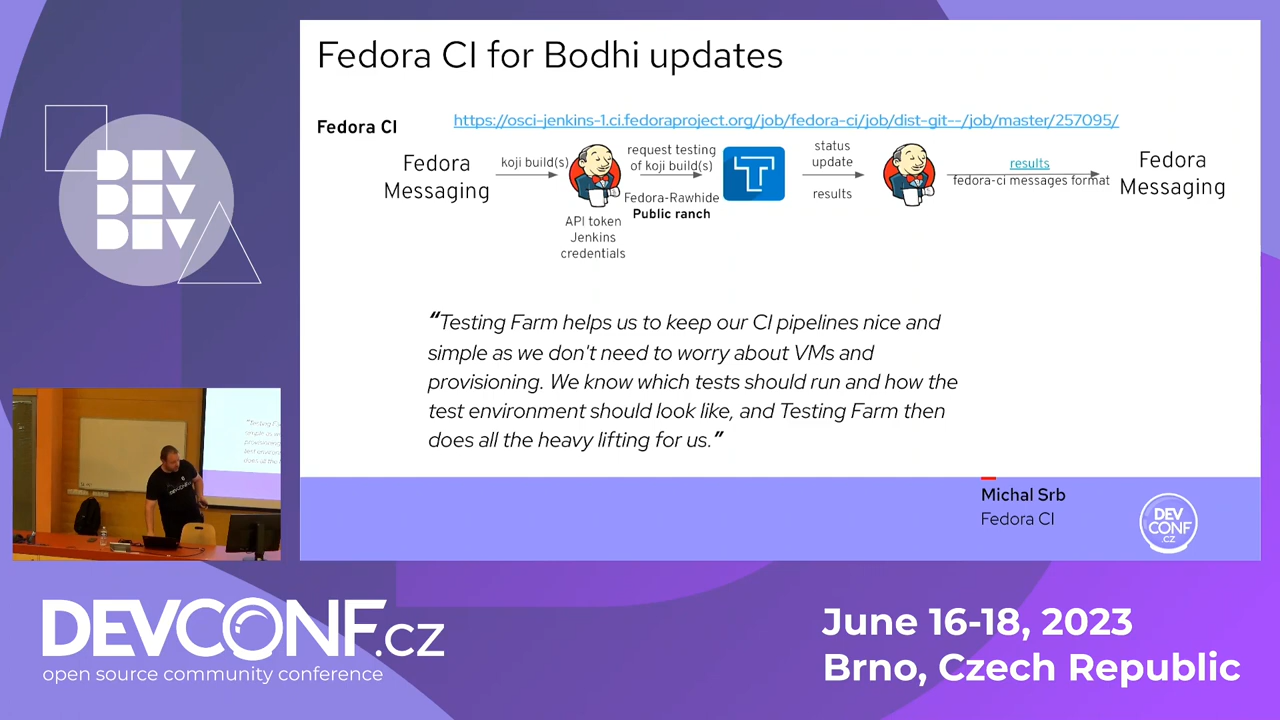 Fedora CI for Bodhi updates
Fedora CI
https://osci-jenkins-1.ci.fedoraproject.org/job/fedora-ci/job/dist-git--/job/master/257095/
Fedora
Messaging
koji build(s)
API token
Jenkins
credentials
request testing
of koji build(s)
Fedora-Rawhide
Public ranch
status
update
results
results
fedora-ci messages format
Fedora
Messaging
“Testing Farm helps us to keep our CI pipelines nice and
simple as we don't need to worry about VMs and
provisioning. We know which tests should run and how the
test environment should look like, and Testing Farm then
does all the heavy lifting for us.”
Michal Srb
Fedora CI
DEV
CONF
.CZ
DEV
DEV
DEV
DEVCONF
DEVCONF.cz
open source community conference
June 16-18, 2023
Brno, Czech Republic